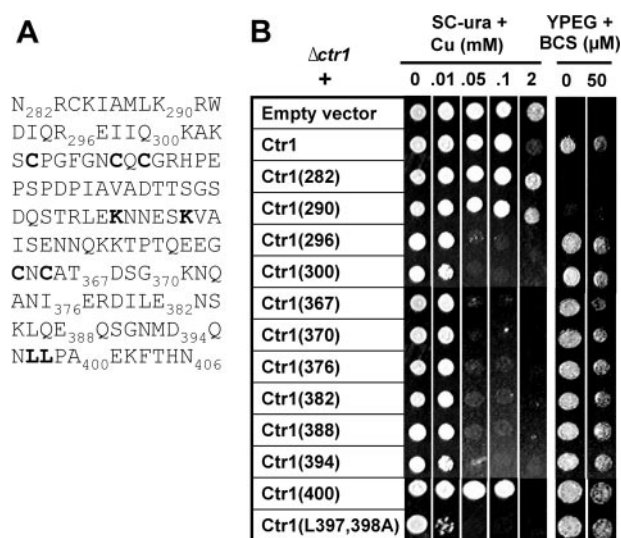 A
N282RCKIAMLK290RW
DIQR296EIIQ300KAK
SCPGFGNCQCGRHPE
PSPDPIAVADTTSGS
DQSTRLEKNNESKVA
ISENNQKKTPTQEEG
CNCAT367DSG370KNQ
ANI376ERDILE382NS
KLQE388QSGNMD394Q
NLLPA400EKFTHN406
B
Δctr1
+
SC-ura +
Cu (mM)
YPEG +
BCS (µM)
0 .01 .05 .1 2 0 50
Empty vector
Ctr1
Ctr1(282)
Ctr1(290)
Ctr1(296)
Ctr1(300)
Ctr1(367)
Ctr1(370)
Ctr1(376)
Ctr1(382)
Ctr1(388)
Ctr1(394)
Ctr1(400)
Ctr1(L397,398A)